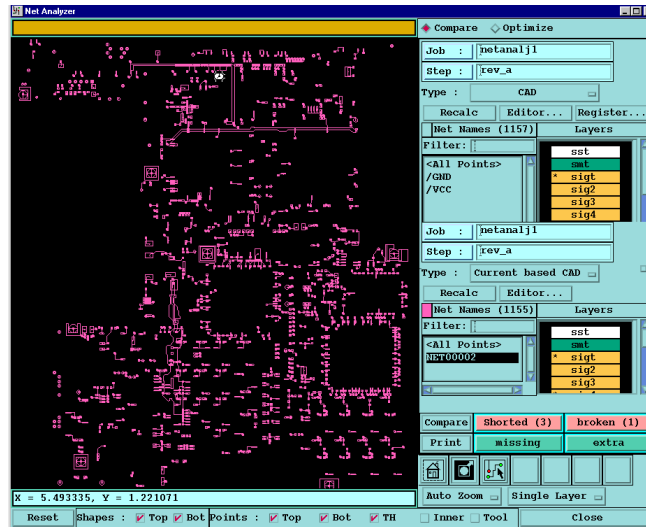 Net Analyzer
Compare Optimize
Job : netanalj1
Step : rev_a
Type : CAD
Recalc Editor... Register...
Net Names (1157) Layers
Filter:
<All Points>
/GND
/VCC
sst
smt
* sigt
sig2
sig3
sig4
Job : netanalj1
Step : rev_a
Type : Current based CAD
Recalc Editor...
Net Names (1155) Layers
Filter:
<All Points>
NET00002
sst
smt
* sigt
sig2
sig3
Compare Shorted (3) broken (1)
Print missing extra
Auto Zoom Single Layer
X = 5.493335, Y = 1.221071
Reset Shapes : Top Bot Points : Top Bot TH Inner Tool Close